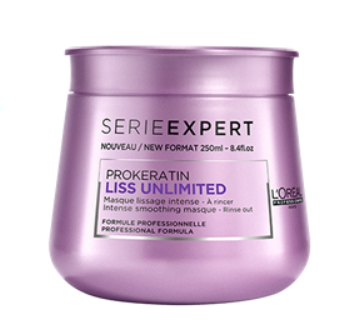 SERIEEXPERT
NOUVEAU / NEW FORMAT 250ml - 8.4fl.oz
PROKERATIN
LISS UNLIMITED
Masque lissage intense - À rincer
Intense smoothing masque - Rinse out
L'ORÉAL
FORMULE PROFESSIONNELLE
PROFESSIONAL FORMULA